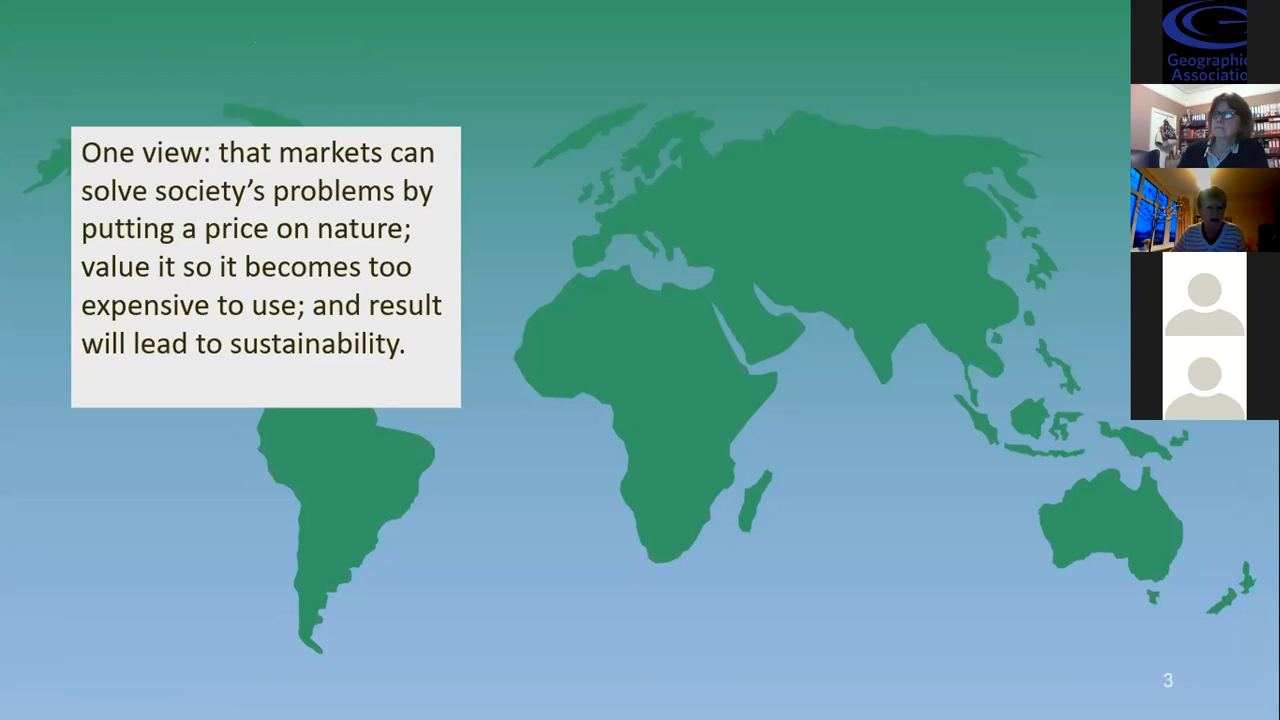 One view: that markets can
solve society's problems by
putting a price on nature;
value it so it becomes too
expensive to use; and result
will lead to sustainability.
Geographic
Associatio
3